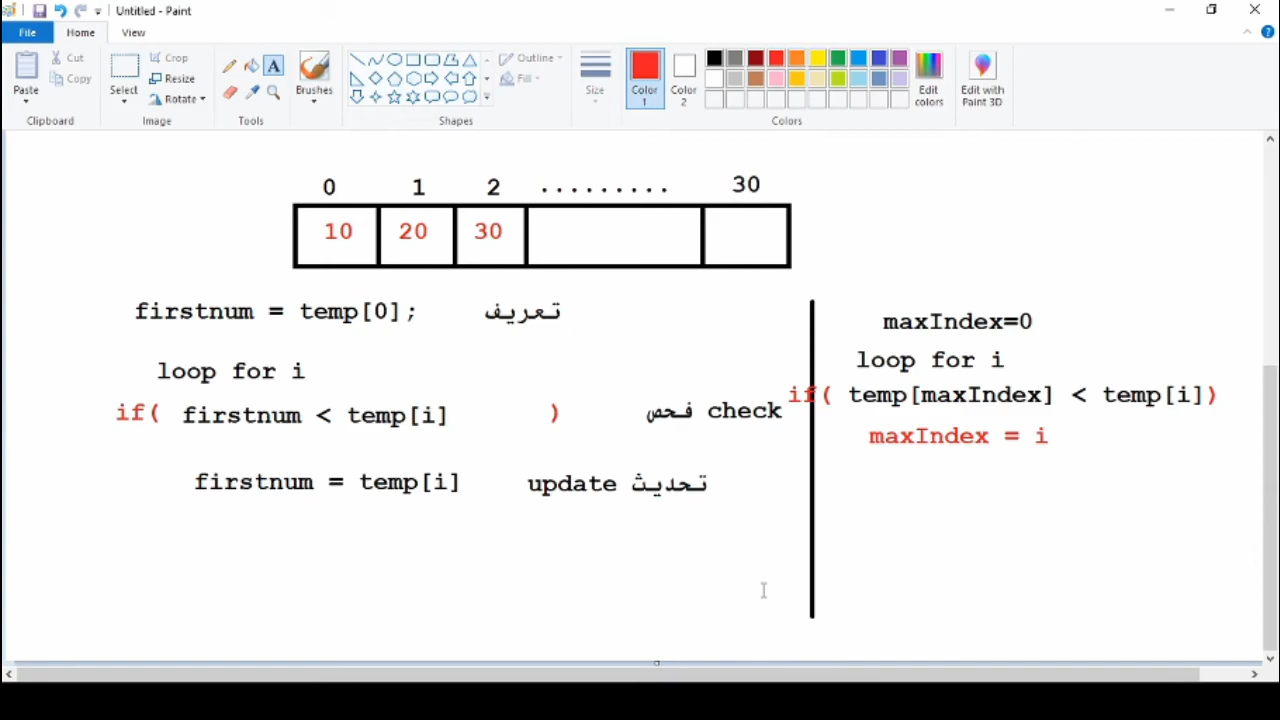 Untitled - Paint
File Home View
Paste
Cut
Copy
Clipboard
Select
Crop
Resize
Rotate
Image
Tools
Brushes
Shapes
Outline
Fill
Size
Color 1
Color 2
Edit colors
Colors
Edit with Paint 3D
0 1 2 ......... 30
10 20 30
firstnum = temp[0]; تعريف
loop for i
if( firstnum < temp[i] ) فحص check
firstnum = temp[i] update تحديث
maxIndex=0
loop for i
if( temp[maxIndex] < temp[i])
maxIndex = i